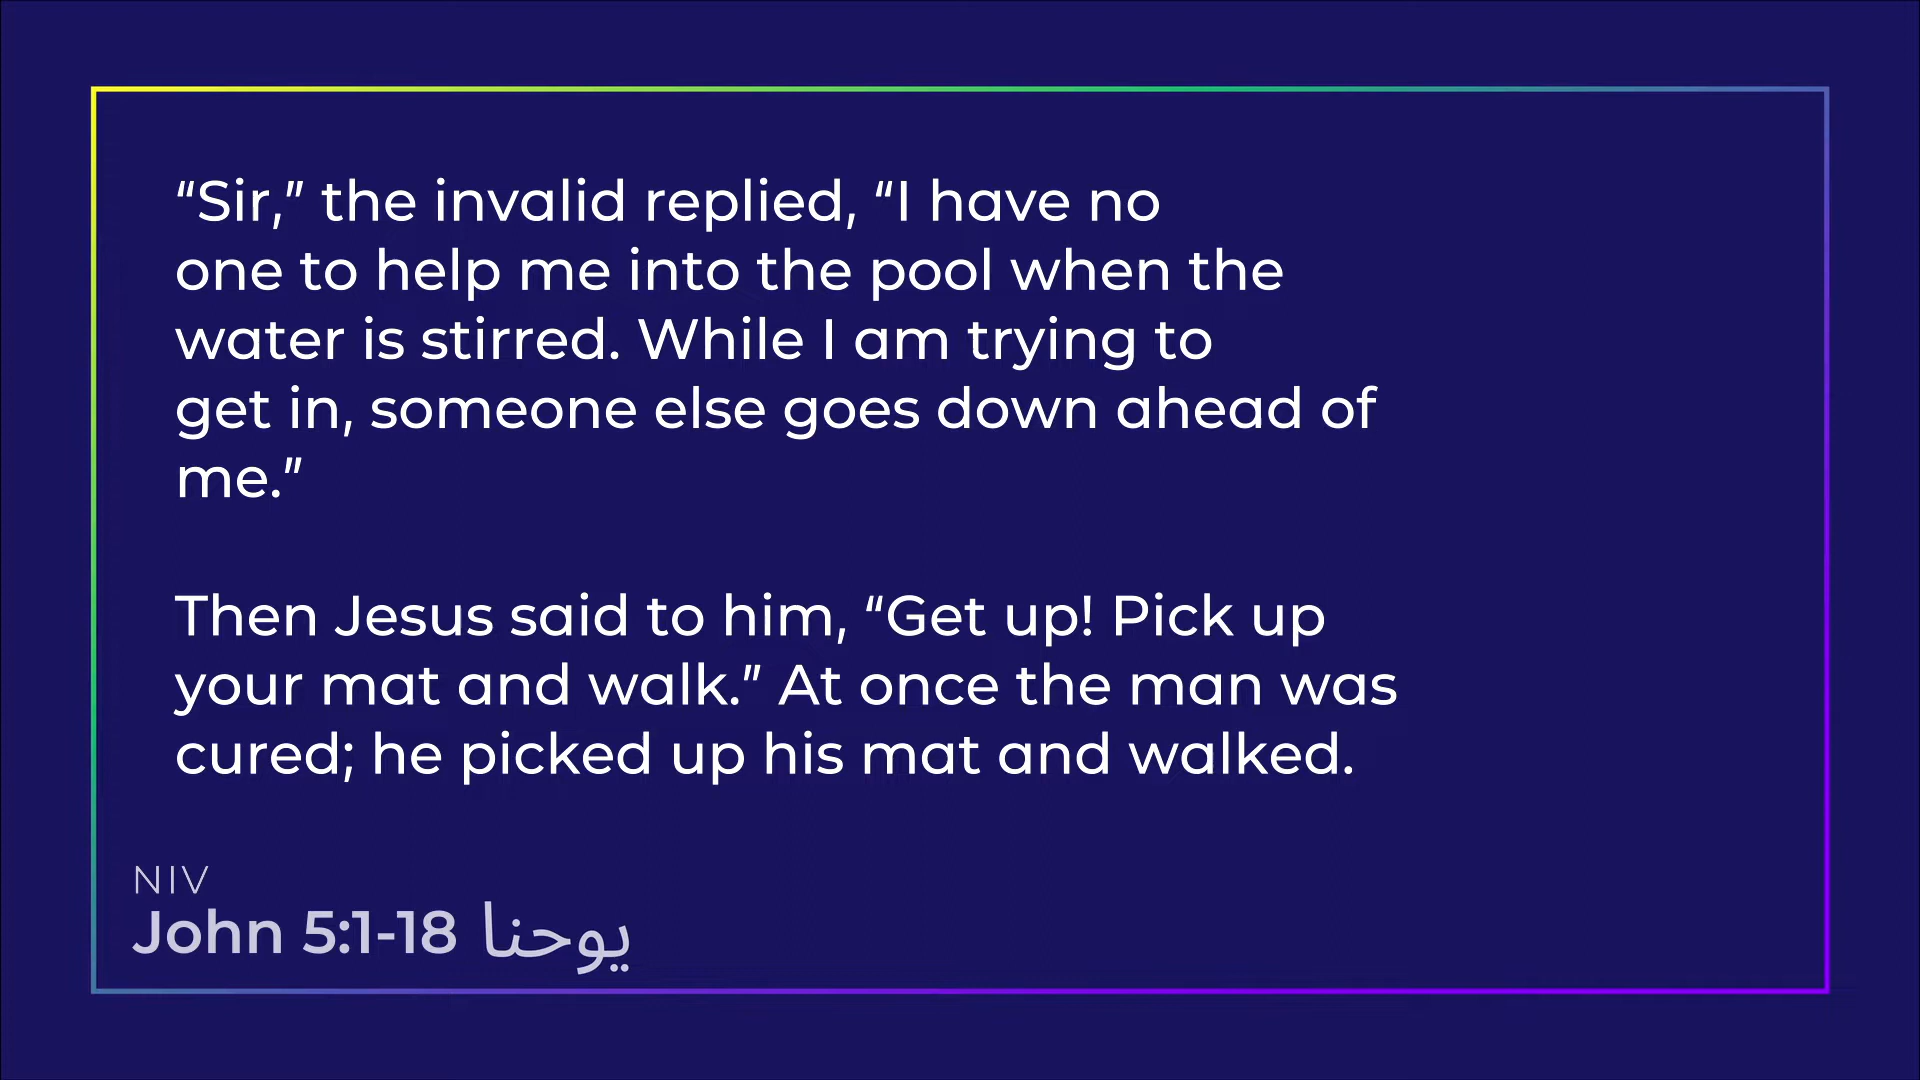 “Sir,” the invalid replied, “I have no
one to help me into the pool when the
water is stirred. While I am trying to
get in, someone else goes down ahead of
me.”
Then Jesus said to him, “Get up! Pick up
your mat and walk.” At once the man was
cured; he picked up his mat and walked.
NIV
John 5:1-18 يوحنا